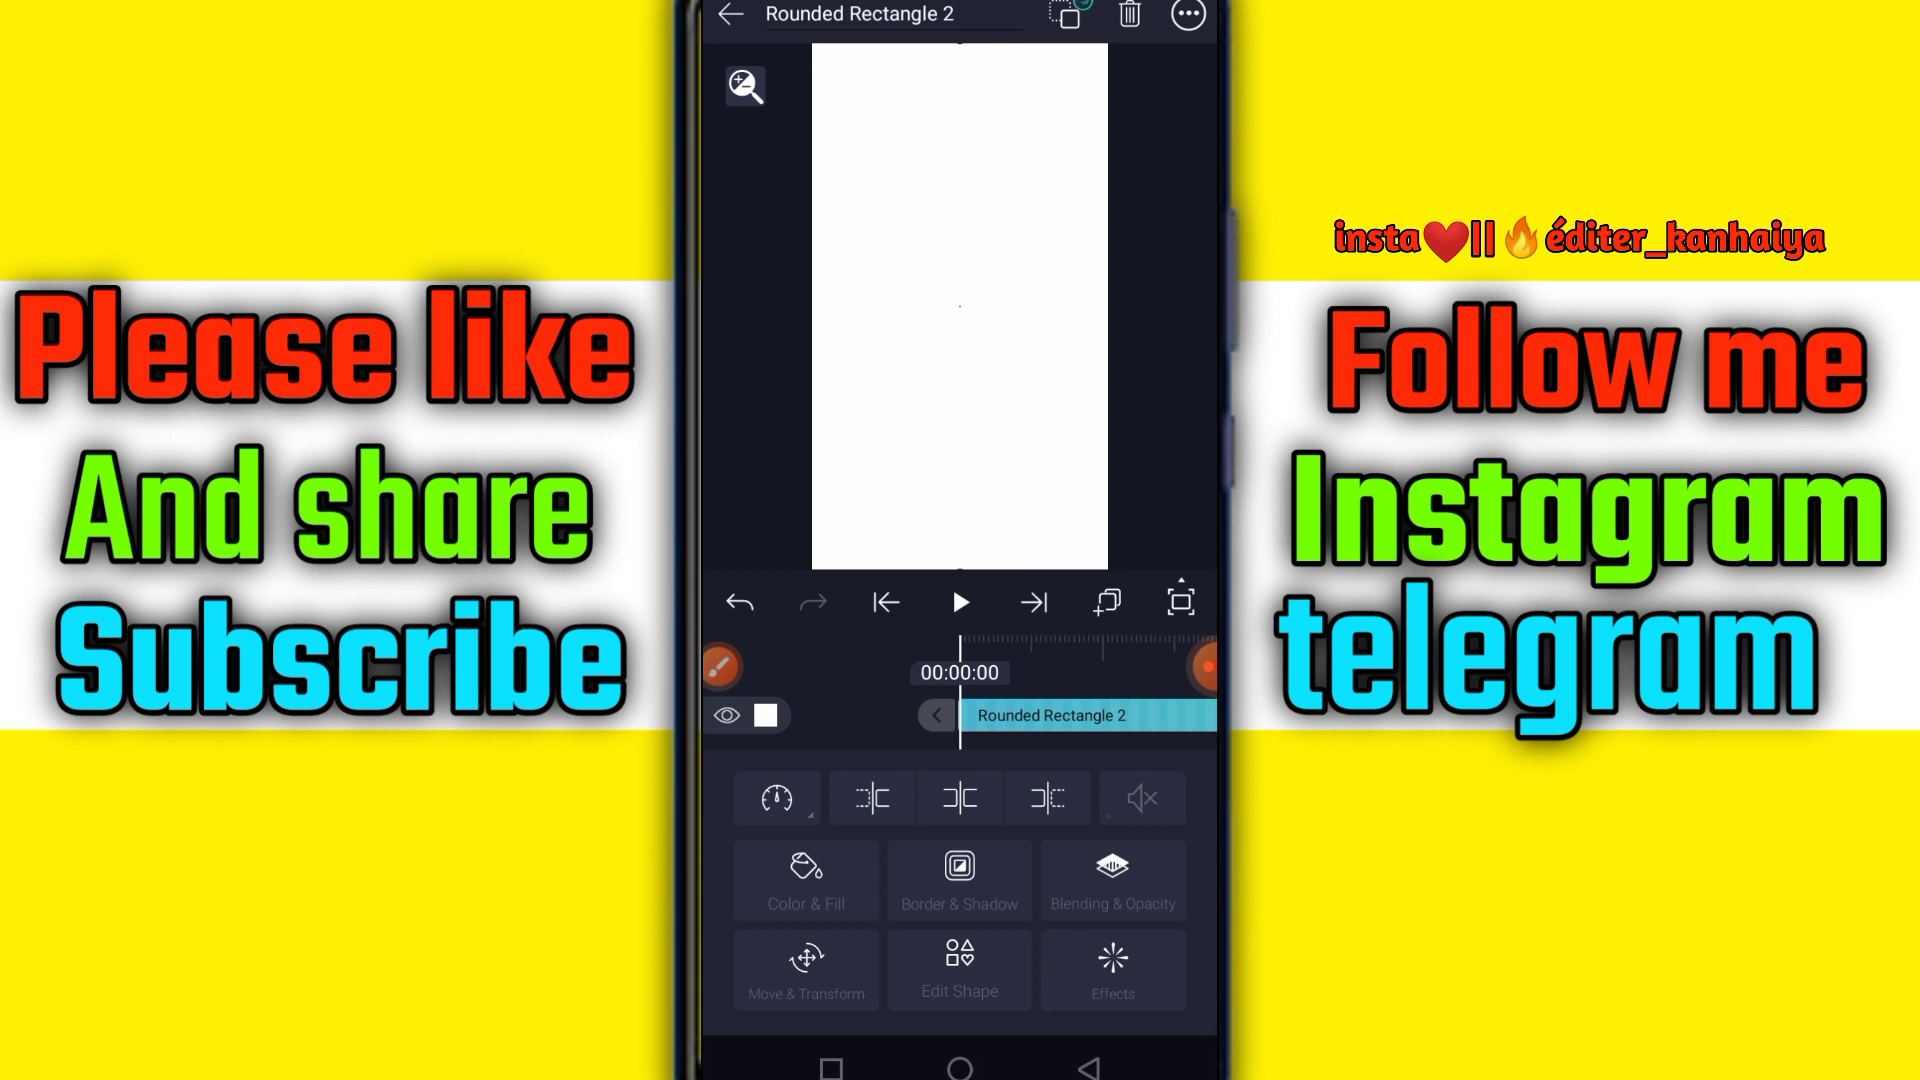 Rounded Rectangle 2
insta❤️||🔥éditer_kanhaiya
Please like
And share
Subscribe
Follow me
Instagram
telegram
00:00:00
Rounded Rectangle 2
Color & Fill
Border & Shadow
Blending & Opacity
Move & Transform
Edit Shape
Effects